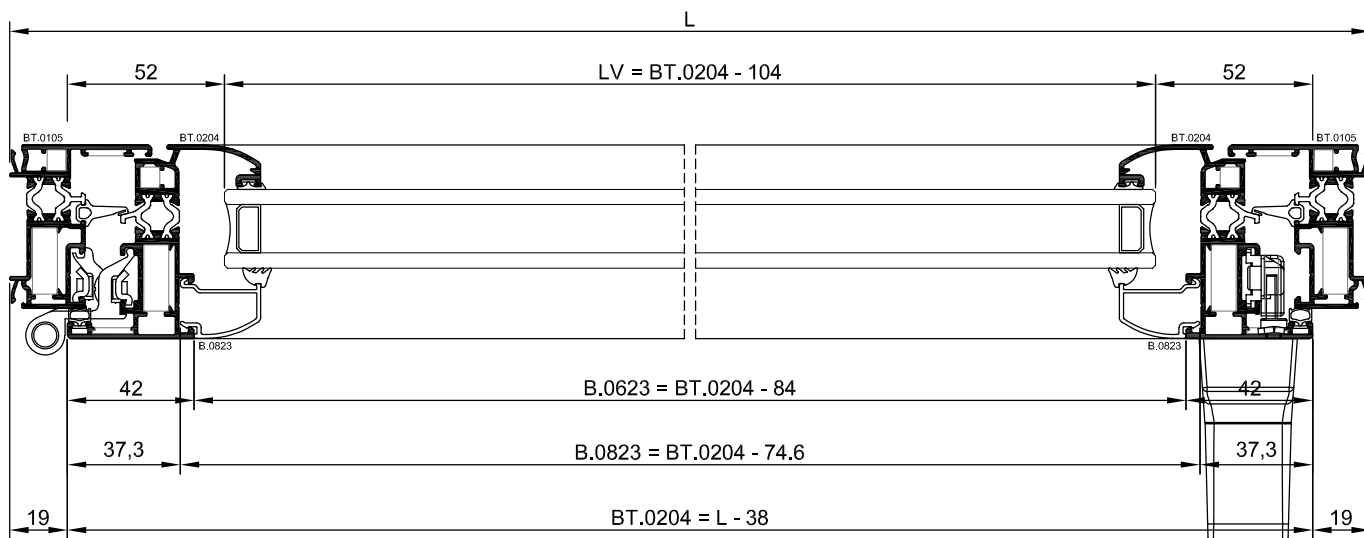 L
52
LV = BT.0204 - 104
52
BT.0105
BT.0204
BT.0204
BT.0105
B.0823
B.0823
42
B.0623 = BT.0204 - 84
42
37,3
B.0823 = BT.0204 - 74.6
37,3
19
BT.0204 = L - 38
19